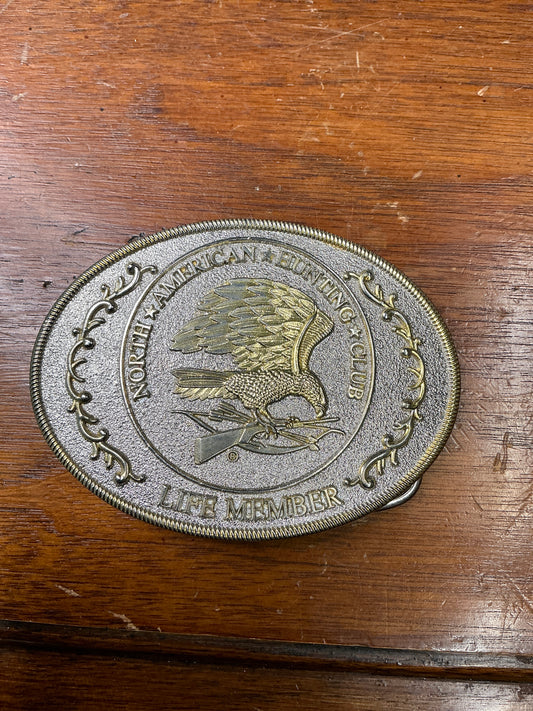 NORTH ★ AMERICAN ★ HUNTING ★ CLUB
®
LIFE MEMBER